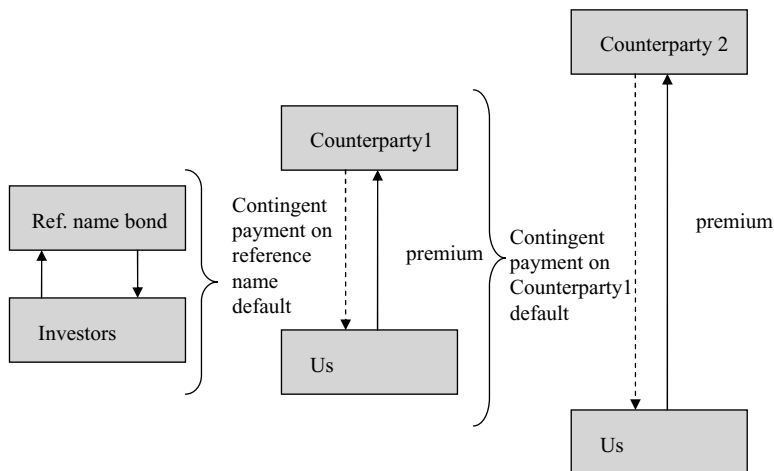 Ref. name bond
Investors
Contingent
payment on
reference
name
default
Counterparty1
premium
Us
Contingent
payment on
Counterparty1
default
Counterparty 2
premium
Us